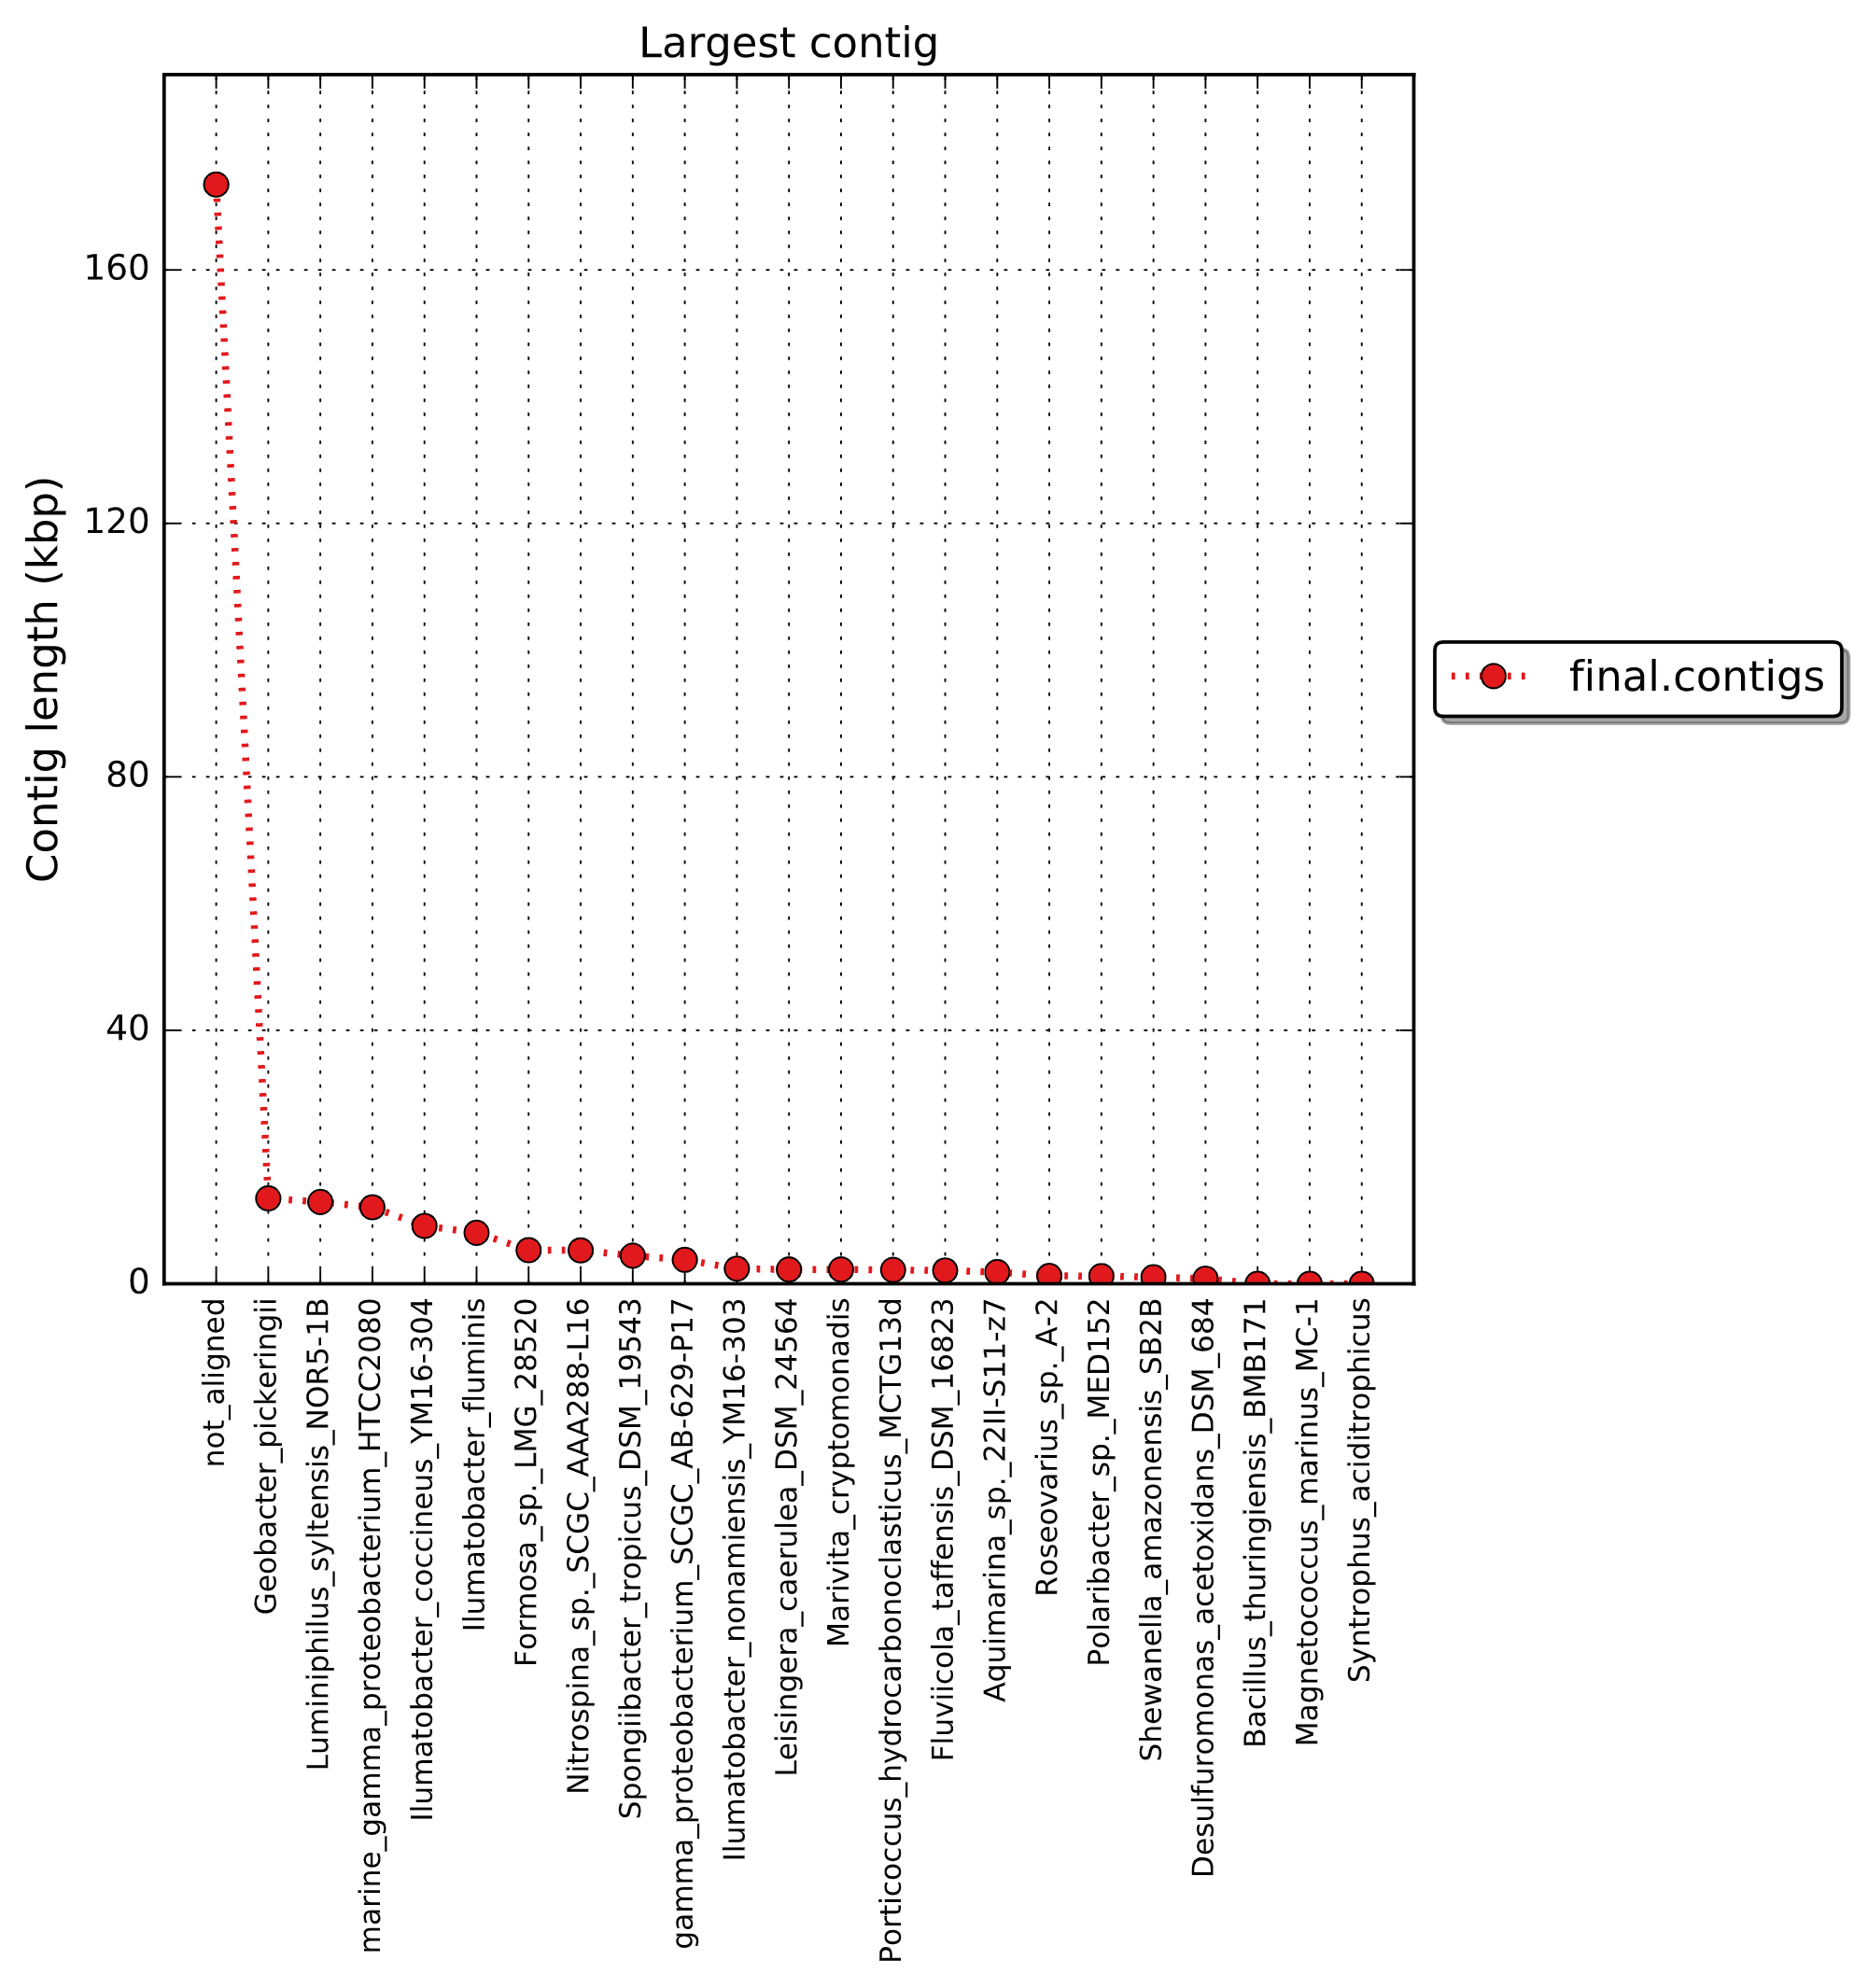 Largest contig
Contig length (kbp)
160
120
80
40
0
final.contigs
not_aligned
Geobacter_pickeringii
Luminiphilus_syltensis_NOR5-1B
marine_gamma_proteobacterium_HTCC2080
Ilumatobacter_coccineus_YM16-304
Ilumatobacter_fluminis
Formosa_sp._LMG_28520
Nitrospina_sp._SCGC_AAA288-L16
Spongiibacter_tropicus_DSM_19543
gamma_proteobacterium_SCGC_AB-629-P17
Ilumatobacter_nonamiensis_YM16-303
Leisingera_caerulea_DSM_24564
Marivita_cryptomonadis
Porticoccus_hydrocarbonoclasticus_MCTG13d
Fluviicola_taffensis_DSM_16823
Aquimarina_sp._22II-S11-z7
Roseovarius_sp._A-2
Polaribacter_sp._MED152
Shewanella_amazonensis_SB2B
Desulfuromonas_acetoxidans_DSM_684
Bacillus_thuringiensis_BMB171
Magnetococcus_marinus_MC-1
Syntrophus_aciditrophicus